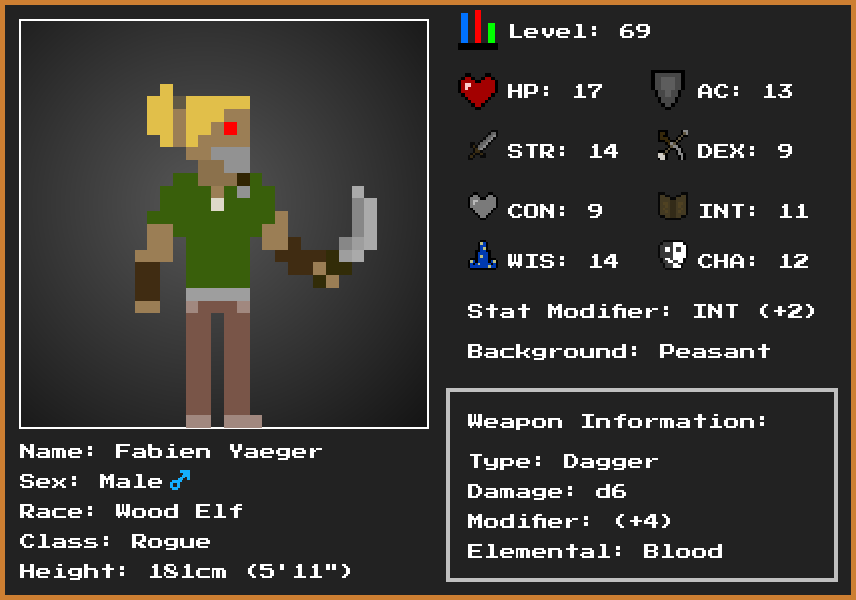 Level: 69
HP: 17
AC: 13
STR: 14
DEX: 9
CON: 9
INT: 11
WIS: 14
CHA: 12
Stat Modifier: INT (+2)
Background: Peasant
Weapon Information:
Type: Dagger
Damage: d6
Modifier: (+4)
Elemental: Blood
Name: Fabien Yaeger
Sex: Male♂
Race: Wood Elf
Class: Rogue
Height: 181cm (5'11")